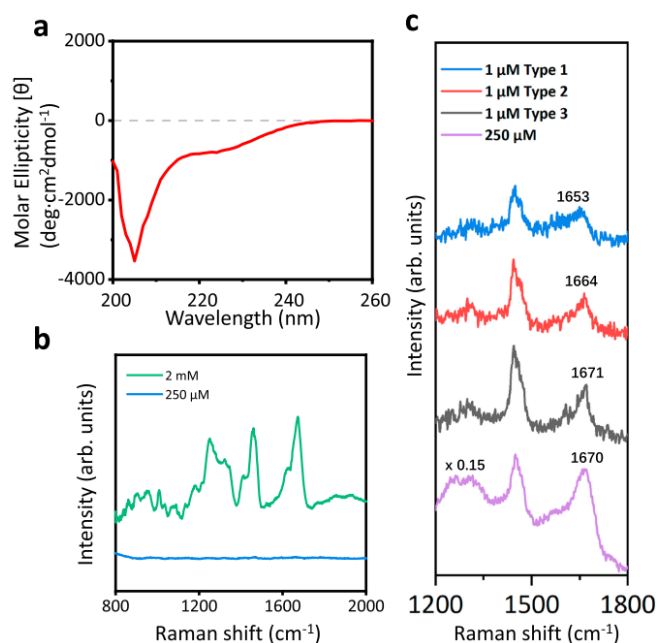 a
2000
0
-2000
-4000
Molar Ellipticity [θ]
(deg·cm²dmol⁻¹)
200 220 240 260
Wavelength (nm)
b
2 mM
250 μM
Intensity (arb. units)
800 1200 1600 2000
Raman shift (cm⁻¹)
c
1 μM Type 1
1 μM Type 2
1 μM Type 3
250 μM
1653
1664
1671
x 0.15
1670
Intensity (arb. units)
1200 1500 1800
Raman shift (cm⁻¹)